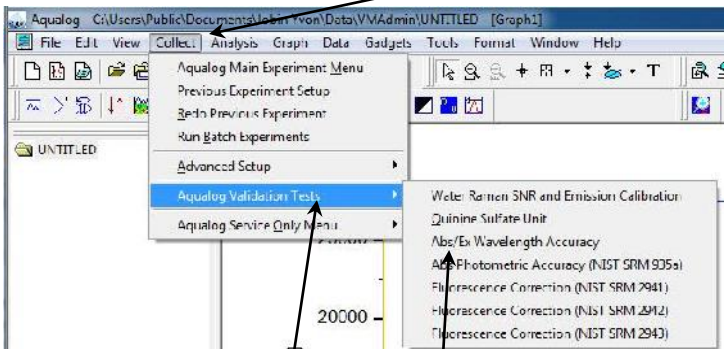 Aqualog C:\Users\Public\Documents\Jobin Yvon\Data\VMAdmin\UNTITLED [Graph1]
File Edit View Collect Analysis Graph Data Gadgets Tools Format Window Help
T
Aqualog Main Experiment Menu
Previous Experiment Setup
Redo Previous Experiment
Run Batch Experiments
UNTITLED
Advanced Setup
Aqualog Validation Tests
Water Raman SNR and Emission Calibration
Aqualog Service Only Menu
Quinine Sulfate Unit
Abs/Ex Wavelength Accuracy
Abs Photometric Accuracy (NIST SRM 935a)
Fluorescence Correction (NIST SRM 2941)
20000
Fluorescence Correction (NIST SRM 2942)
Fluorescence Correction (NIST SRM 2943)